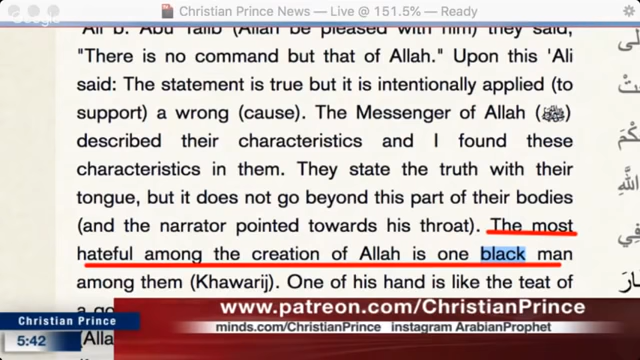 Christian Prince News — Live @ 151.5% — Ready
Ali b. Abu Talib (Allah be pleased with him) they said,
"There is no command but that of Allah." Upon this 'Ali
said: The statement is true but it is intentionally applied (to
support) a wrong (cause). The Messenger of Allah (ﷺ)
described their characteristics and I found these
characteristics in them. They state the truth with their
tongue, but it does not go beyond this part of their bodies
(and the narrator pointed towards his throat). The most
hateful among the creation of Allah is one black man
among them (Khawarij). One of his hand is like the teat of
www.patreon.com/ChristianPrince
minds.com/ChristianPrince instagram ArabianProphet
Christian Prince
5:42
(Alla